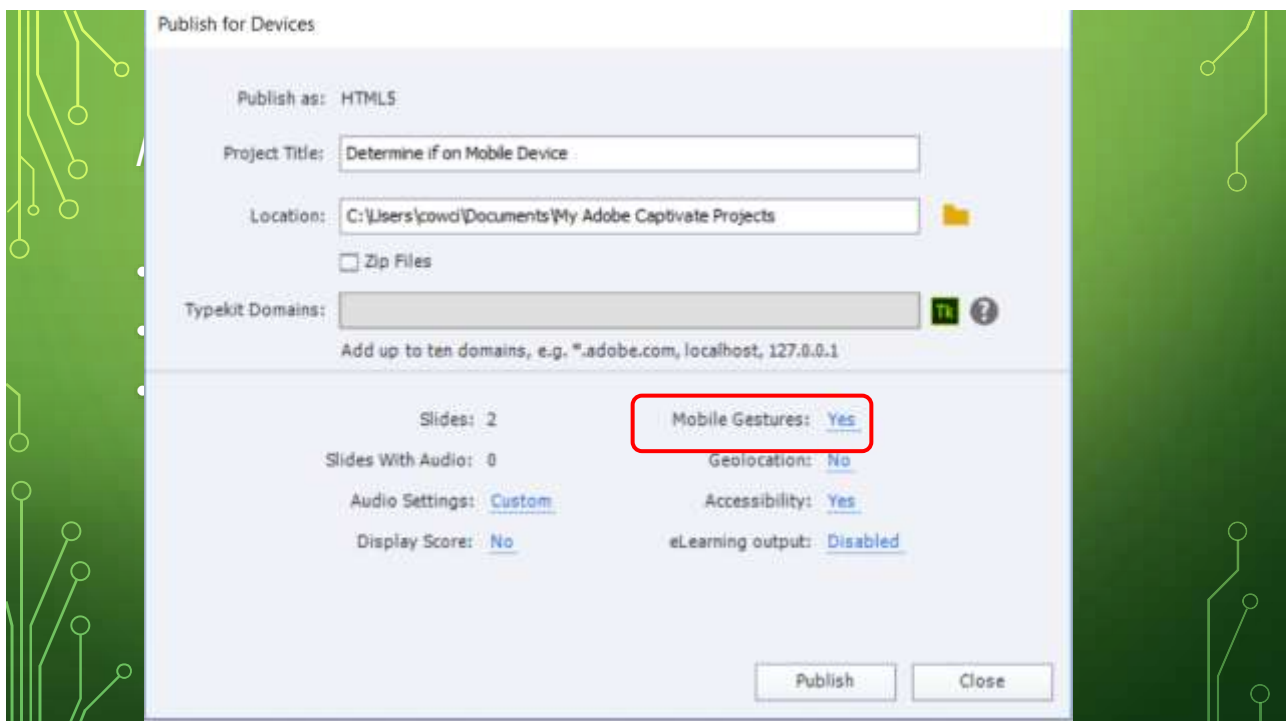 Publish for Devices
Publish as: HTML5
Project Title: Determine if on Mobile Device
Location: C:\Users\cowci\Documents\My Adobe Captivate Projects
Zip Files
Typekit Domains:
Tk ?
Add up to ten domains, e.g. *.adobe.com, localhost, 127.0.0.1
Slides: 2 Mobile Gestures: Yes
Slides With Audio: 0 Geolocation: No
Audio Settings: Custom Accessibility: Yes
Display Score: No eLearning output: Disabled
Publish Close